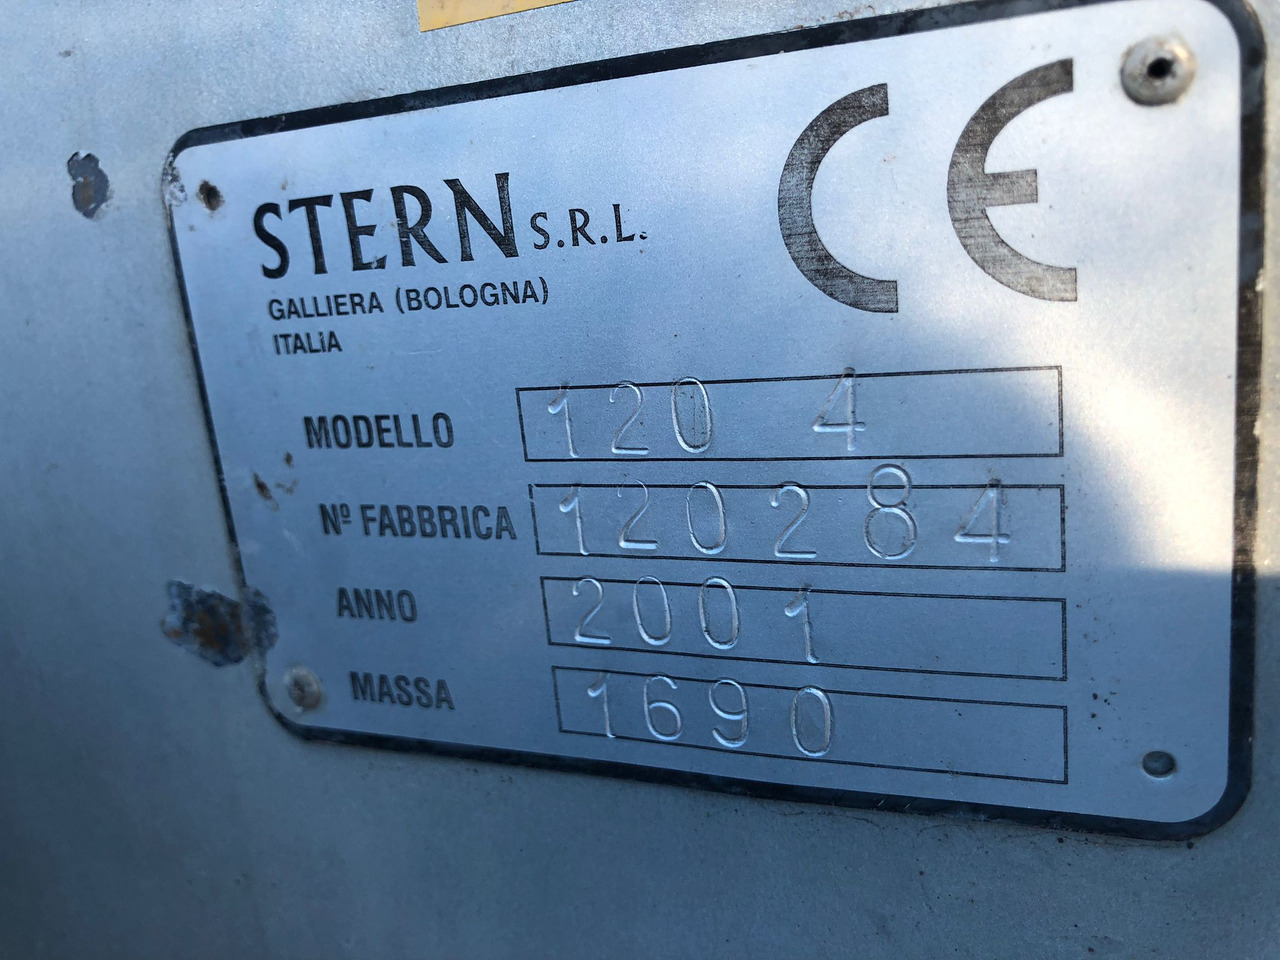 STERN S.R.L.
GALLIERA (BOLOGNA)
ITALiA
CE
MODELLO 120 4
Nº FABBRICA 120284
ANNO 2001
MASSA 1690